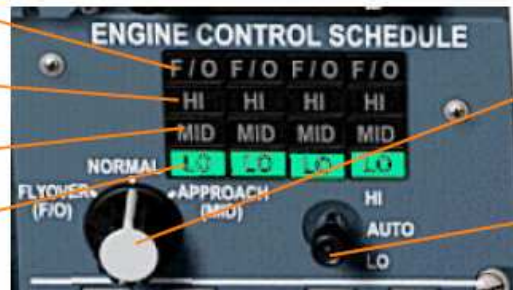 ENGINE CONTROL SCHEDULE
F/O F/O F/O F/O
HI HI HI HI
MID MID MID MID
LO LO LO LO
NORMAL
FLYOVER
(F/O)
APPROACH
(MID)
HI
AUTO
LO